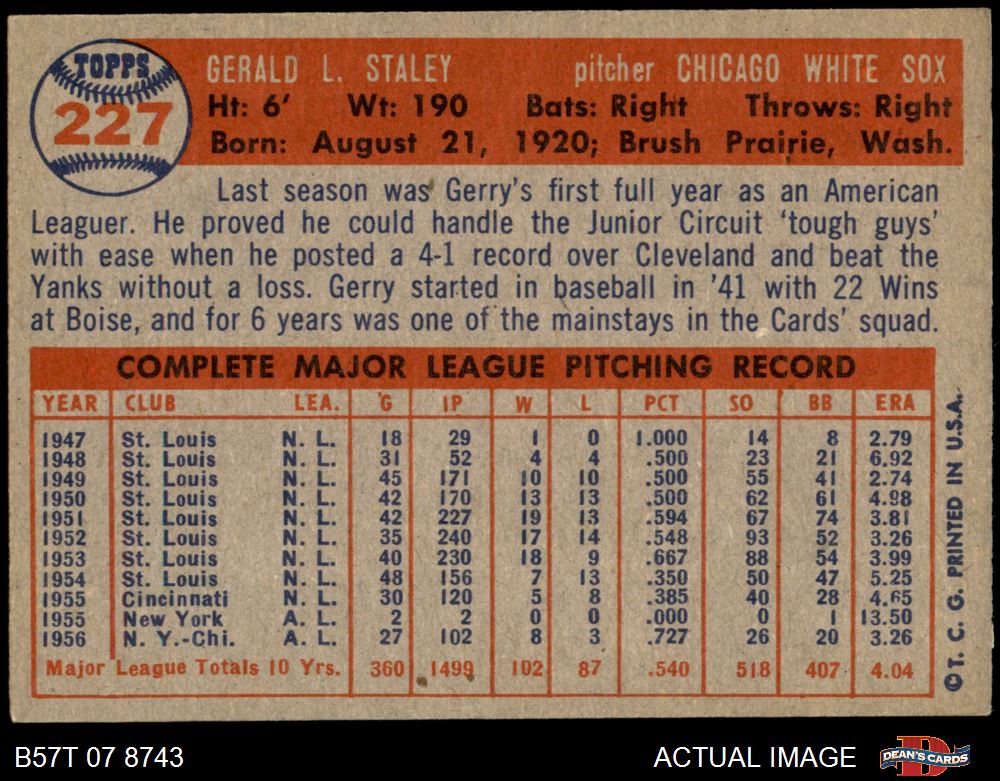 TOPPS
227
GERALD L. STALEY pitcher CHICAGO WHITE SOX
Ht: 6' Wt: 190 Bats: Right Throws: Right
Born: August 21, 1920; Brush Prairie, Wash.
Last season was Gerry's first full year as an American
Leaguer. He proved he could handle the Junior Circuit 'tough guys'
with ease when he posted a 4-1 record over Cleveland and beat the
Yanks without a loss. Gerry started in baseball in '41 with 22 Wins
at Boise, and for 6 years was one of the mainstays in the Cards' squad.
COMPLETE MAJOR LEAGUE PITCHING RECORD
YEAR CLUB LEA. G IP W L PCT SO BB ERA
1947 St. Louis N. L. 18 29 1 0 1.000 14 8 2.79
1948 St. Louis N. L. 31 52 4 4 .500 23 21 6.92
1949 St. Louis N. L. 45 171 10 10 .500 55 41 2.74
1950 St. Louis N. L. 42 170 13 13 .500 62 61 4.98
1951 St. Louis N. L. 42 227 19 13 .594 67 74 3.81
1952 St. Louis N. L. 35 240 17 14 .548 93 52 3.26
1953 St. Louis N. L. 40 230 18 9 .667 88 54 3.99
1954 St. Louis N. L. 48 156 7 13 .350 50 47 5.25
1955 Cincinnati N. L. 30 120 5 8 .385 40 28 4.65
1955 New York A. L. 2 2 0 0 .000 0 1 13.50
1956 N. Y.-Chi. A. L. 27 102 8 3 .727 26 20 3.26
Major League Totals 10 Yrs. 360 1499 102 87 .540 518 407 4.04
©T. C. G. PRINTED IN U.S.A.
B57T 07 8743 ACTUAL IMAGE DEAN'S CARDS